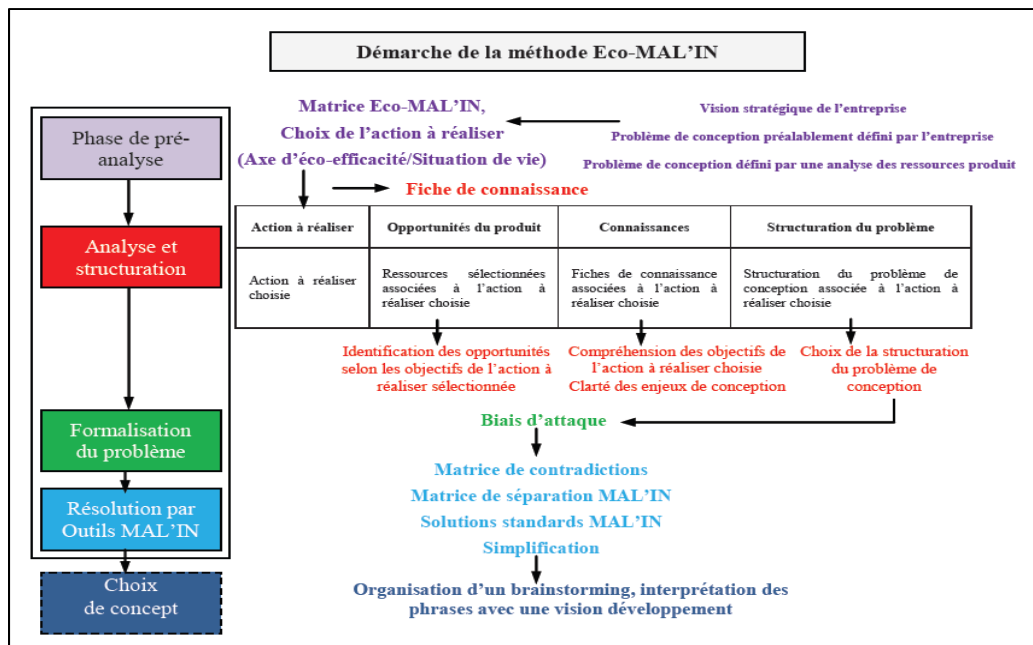 Démarche de la méthode Eco-MAL'IN
Phase de pré-
analyse
Analyse et
structuration
Formalisation
du problème
Résolution par
Outils MAL'IN
Choix
de concept
Matrice Eco-MAL'IN,
Choix de l'action à réaliser
(Axe d'éco-efficacité/Situation de vie)
Vision stratégique de l'entreprise
Problème de conception préalablement défini par l'entreprise
Problème de conception défini par une analyse des ressources produit
Fiche de connaissance
Action à réaliser
Opportunités du produit
Connaissances
Structuration du problème
Action à réaliser
choisie
Ressources sélectionnées
associées à l'action à
réaliser choisie
Fiches de connaissance
associées à l'action à
réaliser choisie
Structuration du problème de
conception associée à l'action à
réaliser choisie
Identification des opportunités
selon les objectifs de l'action à
réaliser sélectionnée
Compréhension des objectifs de
l'action à réaliser choisie
Clarté des enjeux de conception
Choix de la structuration
du problème de
conception
Biais d'attaque
Matrice de contradictions
Matrice de séparation MAL'IN
Solutions standards MAL'IN
Simplification
Organisation d'un brainstorming, interprétation des
phrases avec une vision développement